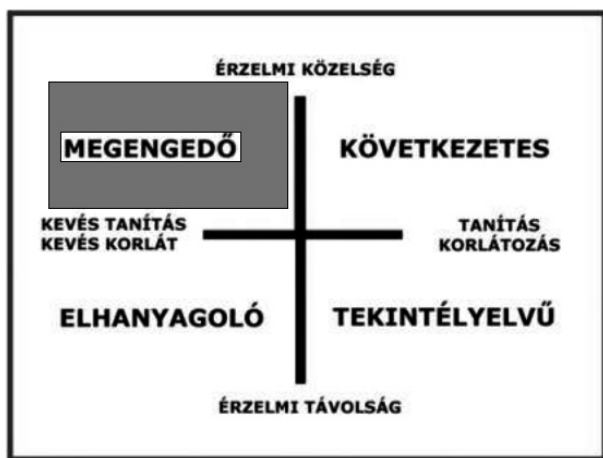 ÉRZELMI KÖZELSÉG
MEGENGEDŐ
KÖVETKEZETES
KEVÉS TANÍTÁS
KEVÉS KORLÁT
TANÍTÁS
KORLÁTOZÁS
ELHANYAGOLÓ
TEKINTÉLYELVŰ
ÉRZELMI TÁVOLSÁG